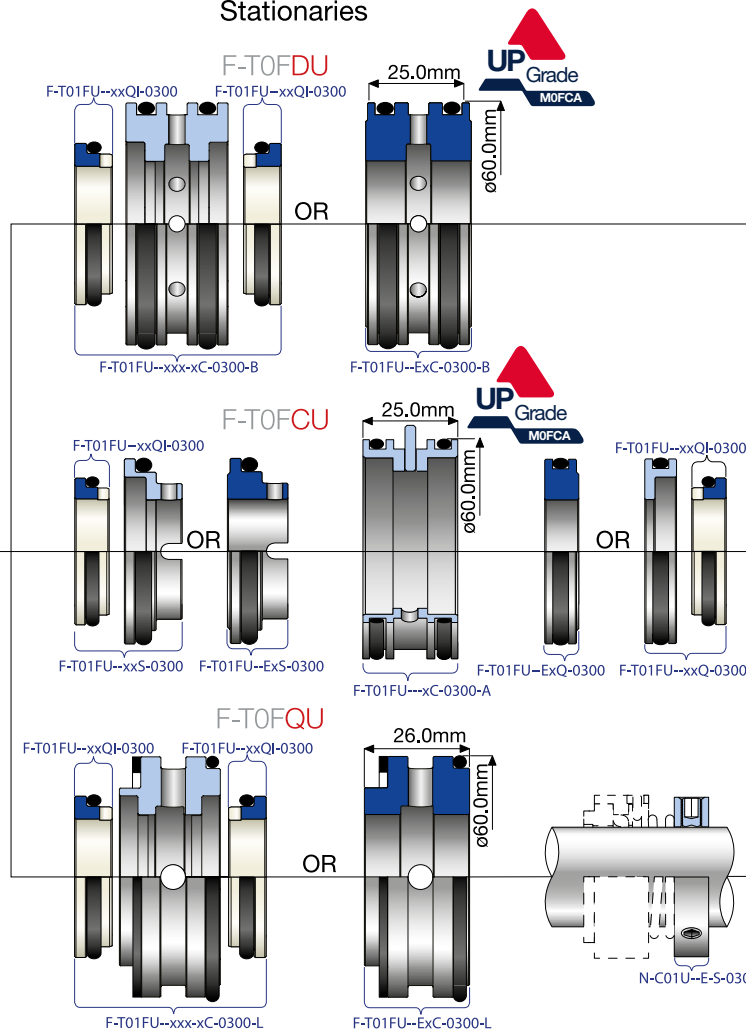 Stationaries
F-T0FDU
F-T01FU--xxQI-0300
F-T01FU--xxQI-0300
25.0mm
UP
Grade
M0FCA
ø60.0mm
OR
F-T01FU--xxx-xC-0300-B
F-T01FU--ExC-0300-B
F-T0FCU
25.0mm
UP
Grade
M0FCA
F-T01FU--xxQI-0300
F-T01FU--xxQI-0300
ø60.0mm
OR
OR
F-T01FU--xxS-0300
F-T01FU--ExS-0300
F-T01FU---xC-0300-A
F-T01FU--ExQ-0300
F-T01FU--xxQ-0300
F-T0FQU
F-T01FU--xxQI-0300
F-T01FU--xxQI-0300
26.0mm
ø60.0mm
OR
N-C01U--E-S-030
F-T01FU--xxx-xC-0300-L
F-T01FU--ExC-0300-L